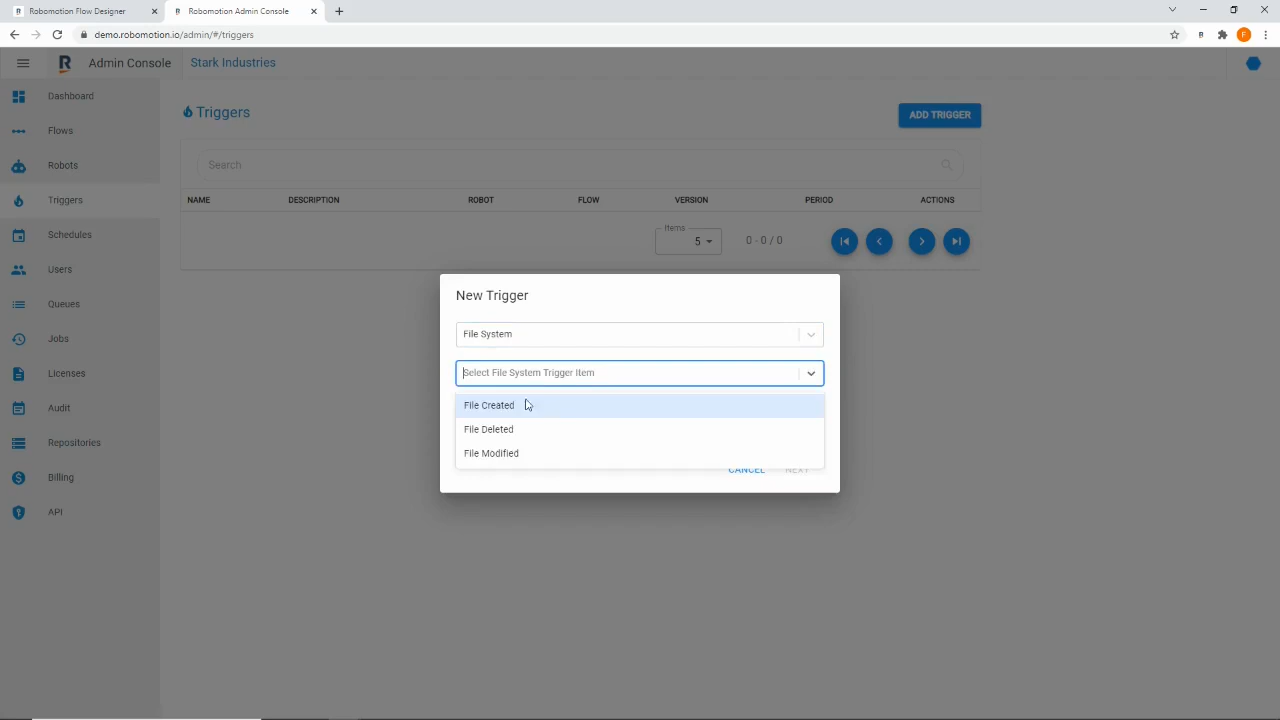 Robomotion Flow Designer
Robomotion Admin Console
demo.robomotion.io/admin/#/triggers
R
F
R
Admin Console
Stark Industries
Dashboard
Flows
Robots
Triggers
Schedules
Users
Queues
Jobs
Licenses
Audit
Repositories
Billing
API
Triggers
ADD TRIGGER
Search
NAME DESCRIPTION ROBOT FLOW VERSION PERIOD ACTIONS
Items
5
0 - 0 / 0
New Trigger
File System
Select File System Trigger Item
File Created
File Deleted
File Modified
CANCEL NEXT